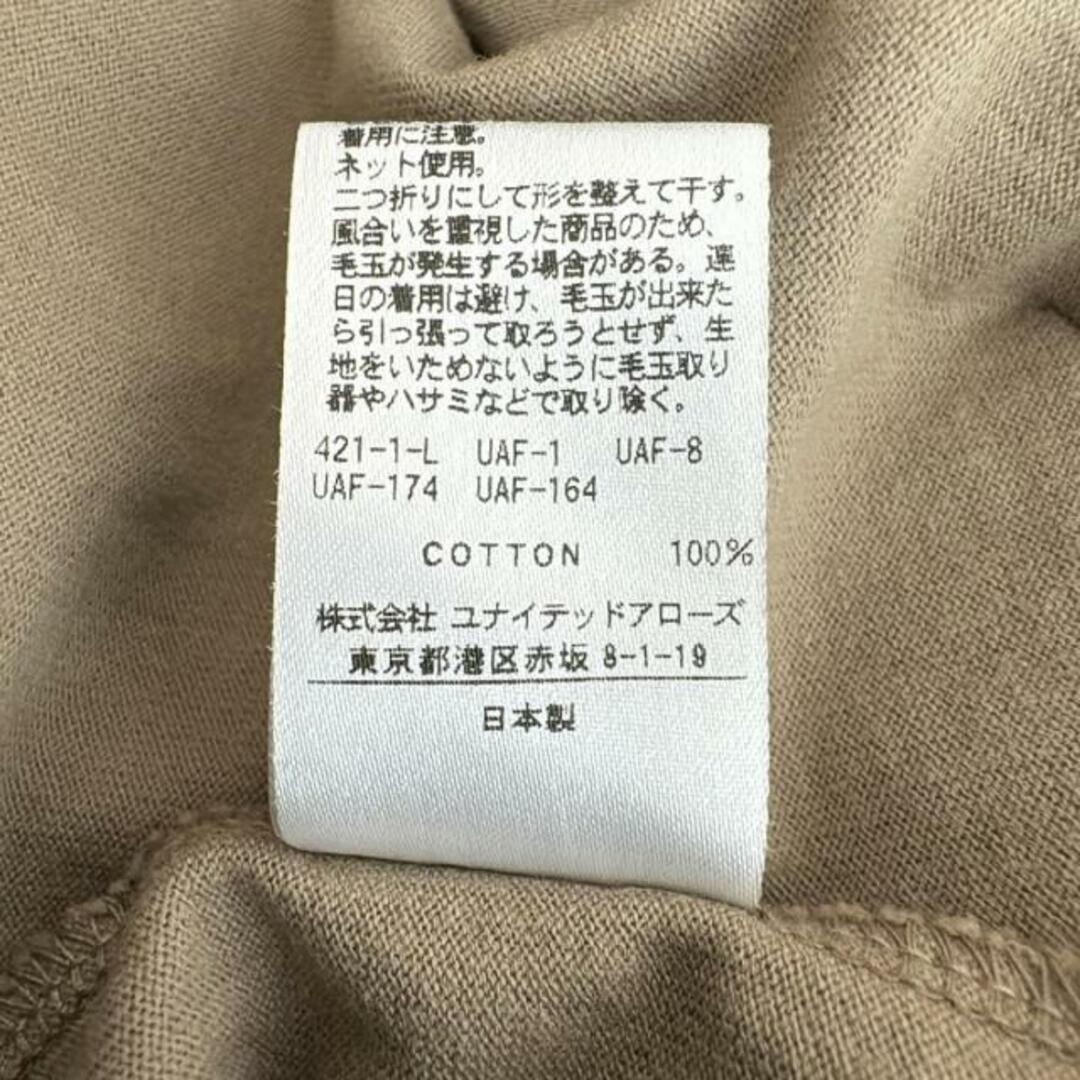 着用に注意。
ネット使用。
二つ折りにして形を整えて干す。
風合いを重視した商品のため、
毛玉が発生する場合がある。連
日の着用は避け、毛玉が出来た
ら引っ張って取ろうとせず、生
地をいためないように毛玉取り
器やハサミなどで取り除く。
421-1-L UAF-1 UAF-8
UAF-174 UAF-164
COTTON 100%
株式会社 ユナイテッドアローズ
東京都港区赤坂 8-1-19
日本製